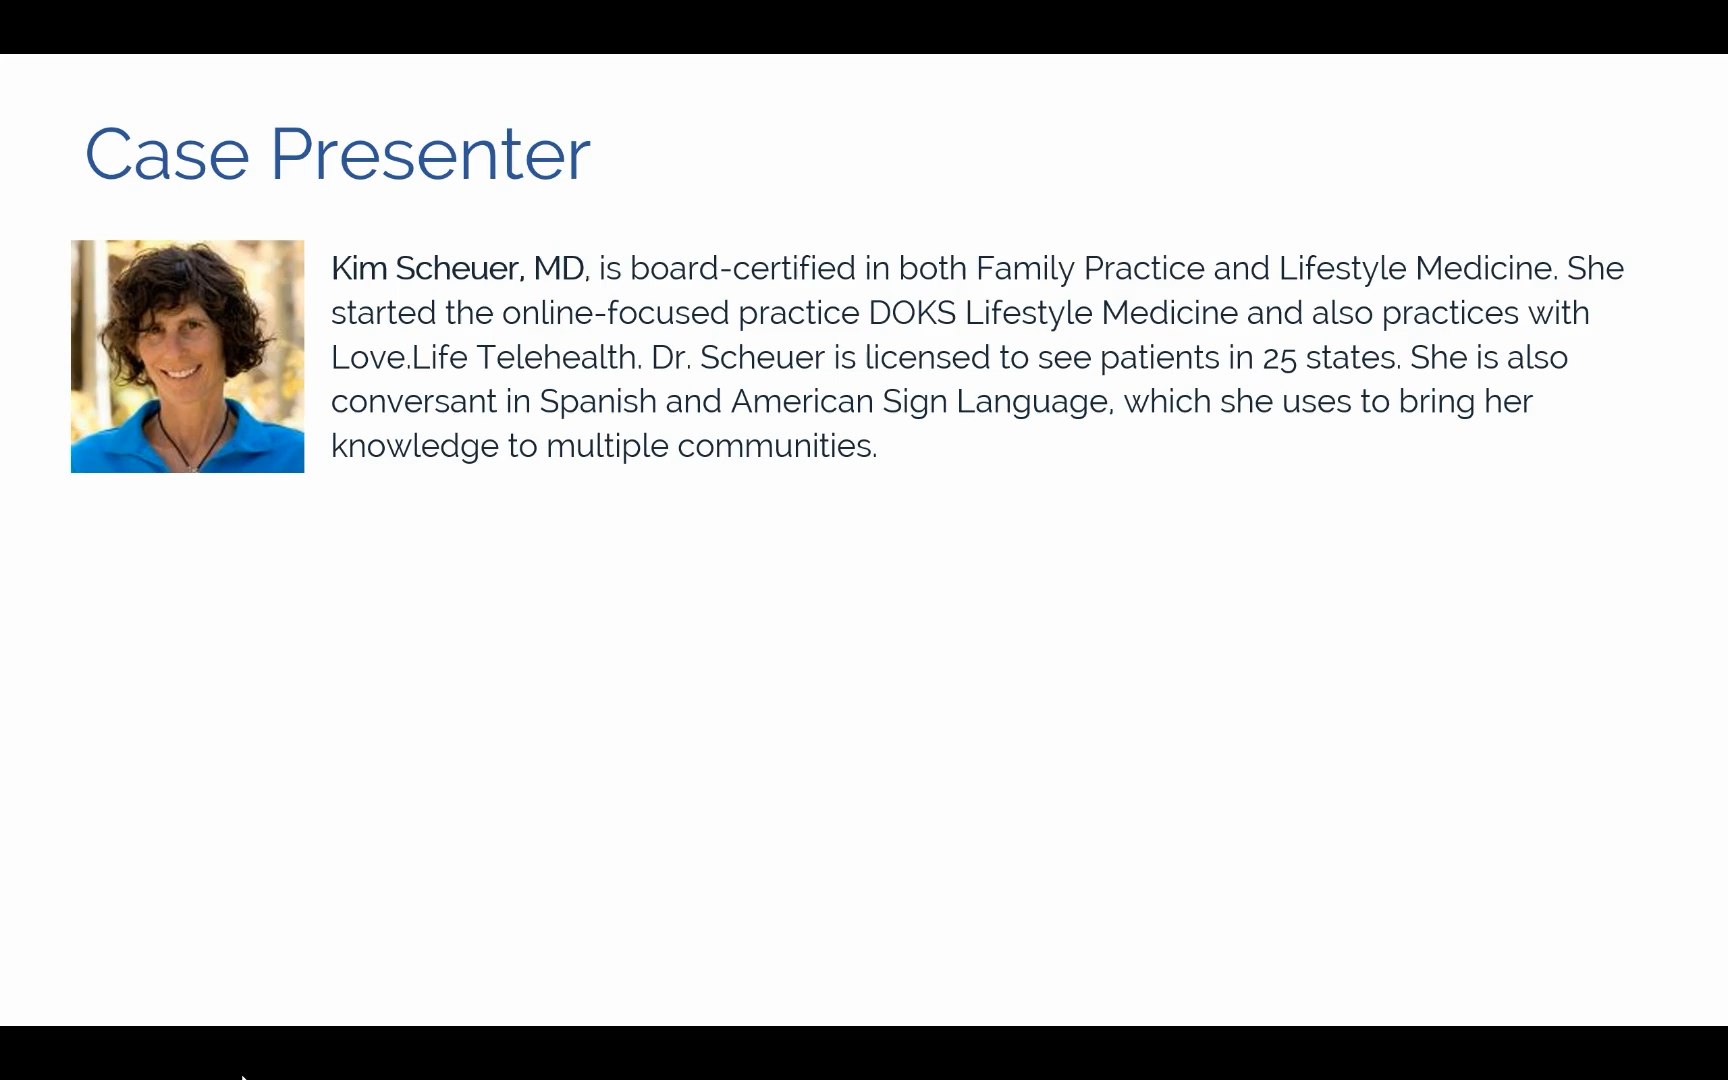 Case Presenter
Kim Scheuer, MD, is board-certified in both Family Practice and Lifestyle Medicine. She
started the online-focused practice DOKS Lifestyle Medicine and also practices with
Love.Life Telehealth. Dr. Scheuer is licensed to see patients in 25 states. She is also
conversant in Spanish and American Sign Language, which she uses to bring her
knowledge to multiple communities.